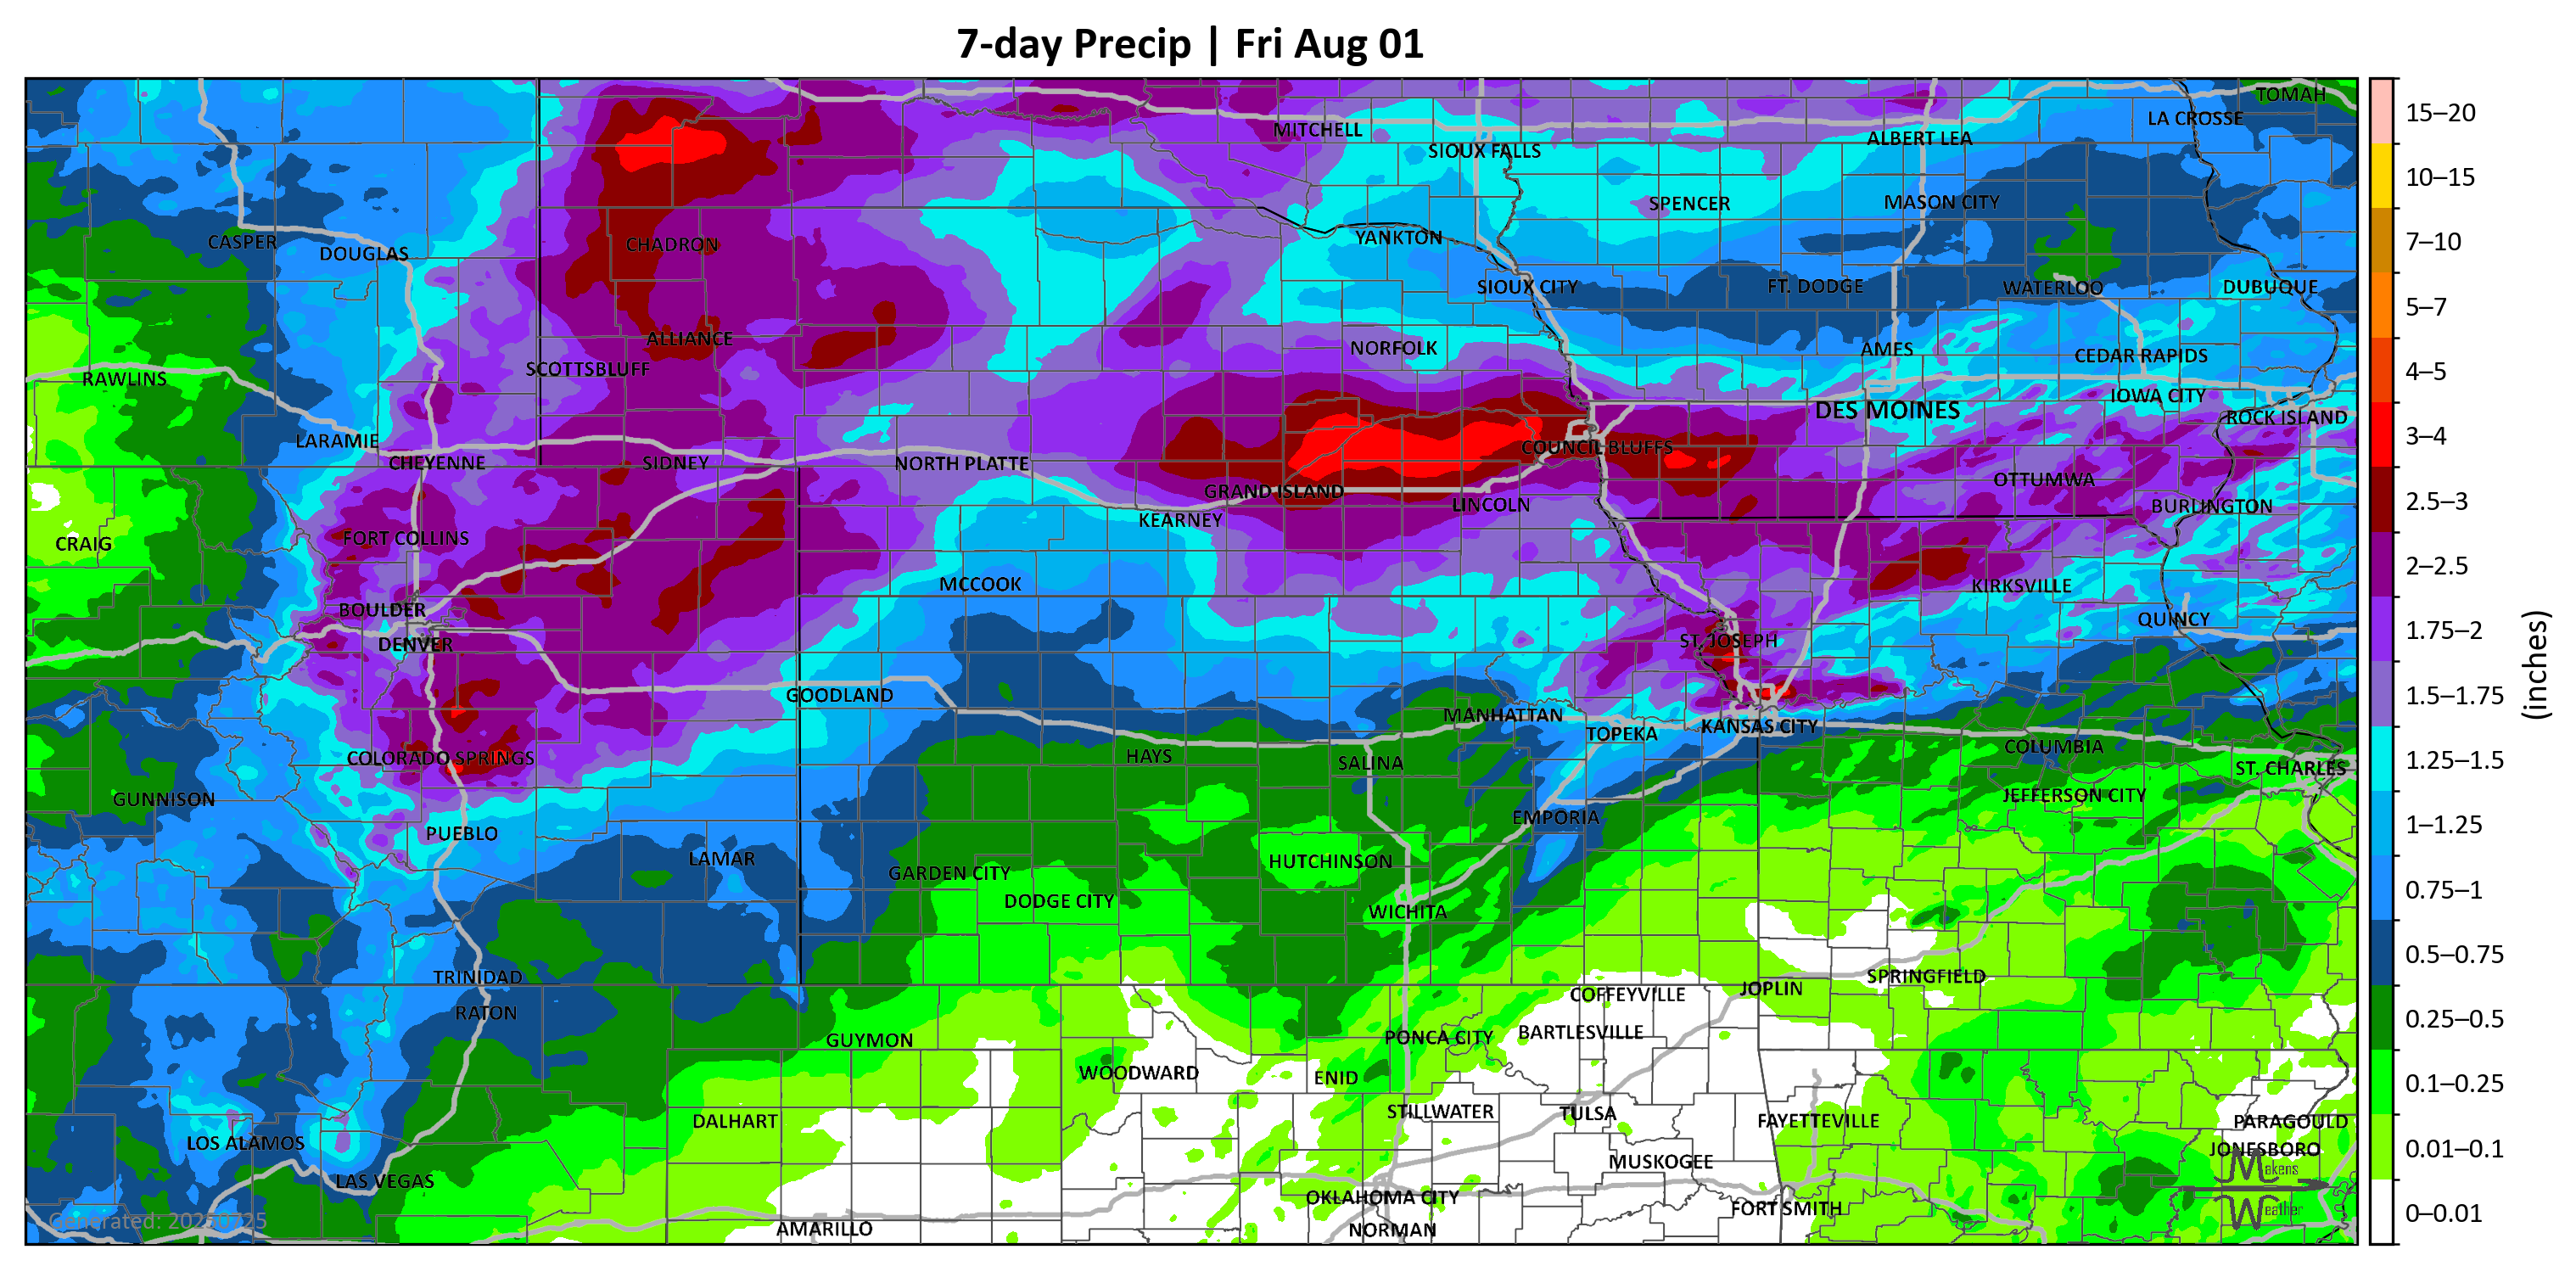 7-day Precip | Fri Aug 01
TOMAH
LA CROSSE
MITCHELL
ALBERT LEA
SIOUX FALLS
SPENCER
MASON CITY
YANKTON
CASPER
CHADRON
DOUGLAS
SIOUX CITY
FT. DODGE
WATERLOO
DUBUQUE
ALLIANCE
NORFOLK
AMES
CEDAR RAPIDS
SCOTTSBLUFF
RAWLINS
IOWA CITY
DES MOINES
ROCK ISLAND
LARAMIE
COUNCIL BLUFFS
CHEYENNE
SIDNEY
NORTH PLATTE
OTTUMWA
GRAND ISLAND
LINCOLN
BURLINGTON
KEARNEY
FORT COLLINS
CRAIG
MCCOOK
KIRKSVILLE
BOULDER
QUINCY
DENVER
ST. JOSEPH
GOODLAND
MANHATTAN
KANSAS CITY
TOPEKA
COLUMBIA
COLORADO SPRINGS
HAYS
SALINA
ST. CHARLES
GUNNISON
JEFFERSON CITY
EMPORIA
PUEBLO
LAMAR
HUTCHINSON
GARDEN CITY
DODGE CITY
WICHITA
TRINIDAD
SPRINGFIELD
JOPLIN
COFFEYVILLE
RATON
BARTLESVILLE
GUYMON
PONCA CITY
WOODWARD
ENID
STILLWATER
TULSA
DALHART
FAYETTEVILLE
PARAGOULD
LOS ALAMOS
JONESBORO
MUSKOGEE
Makens
LAS VEGAS
OKLAHOMA CITY
Weather
FORT SMITH
Generated: 20250725
AMARILLO
NORMAN
15–20
10–15
7–10
5–7
4–5
3–4
2.5–3
2–2.5
1.75–2
1.5–1.75
1.25–1.5
1–1.25
0.75–1
0.5–0.75
0.25–0.5
0.1–0.25
0.01–0.1
0–0.01
(inches)